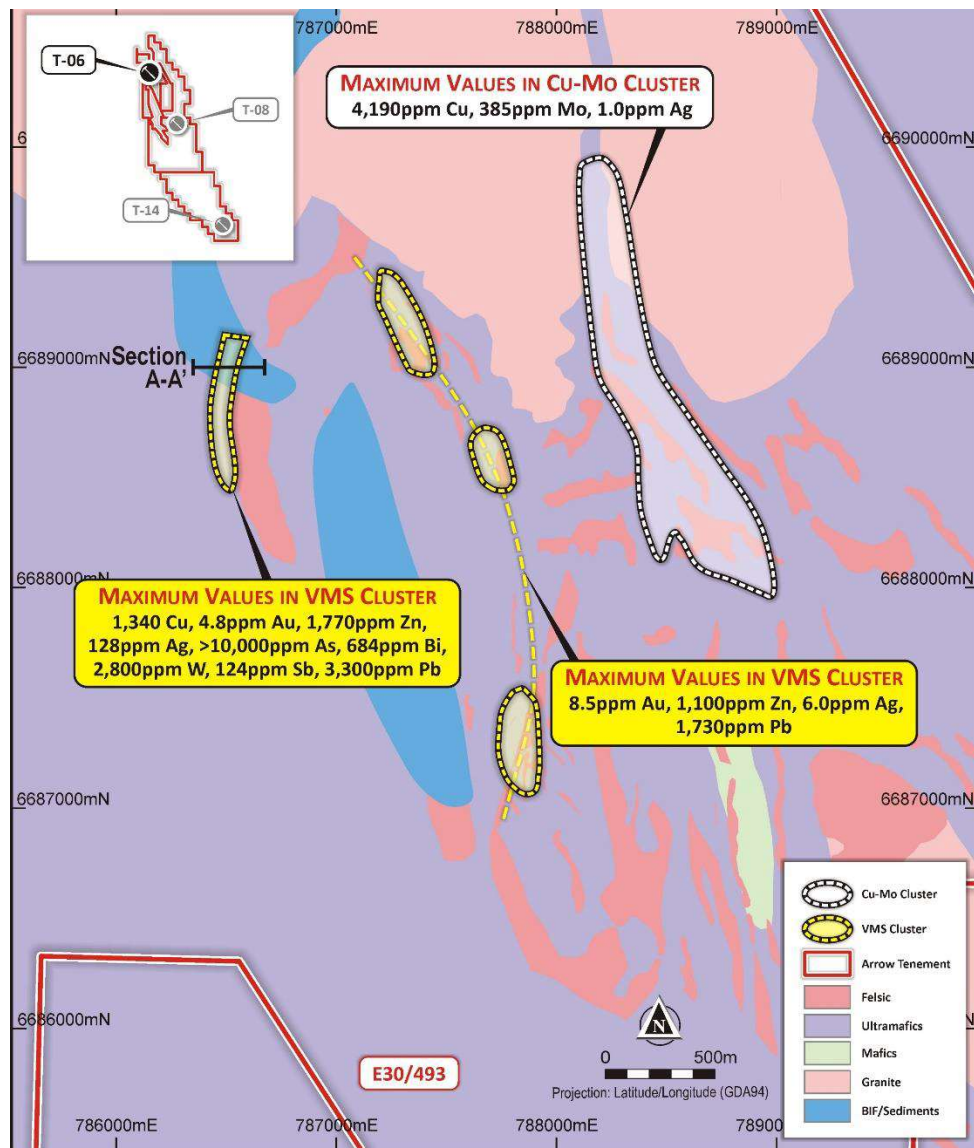 787000mE
788000mE
789000mE
T-06
T-08
T-14
MAXIMUM VALUES IN CU-MO CLUSTER
4,190ppm Cu, 385ppm Mo, 1.0ppm Ag
6690000mN
6689000mN
Section
A-A'
6689000mN
6688000mN
6688000mN
MAXIMUM VALUES IN VMS CLUSTER
1,340 Cu, 4.8ppm Au, 1,770ppm Zn,
128ppm Ag, >10,000ppm As, 684ppm Bi,
2,800ppm W, 124ppm Sb, 3,300ppm Pb
MAXIMUM VALUES IN VMS CLUSTER
8.5ppm Au, 1,100ppm Zn, 6.0ppm Ag,
1,730ppm Pb
6687000mN
6687000mN
6686000mN
N
0 500m
Projection: Latitude/Longitude (GDA94)
E30/493
Cu-Mo Cluster
VMS Cluster
Arrow Tenement
Felsic
Ultramafics
Mafics
Granite
BIF/Sediments
786000mE
787000mE
788000mE
789000mE